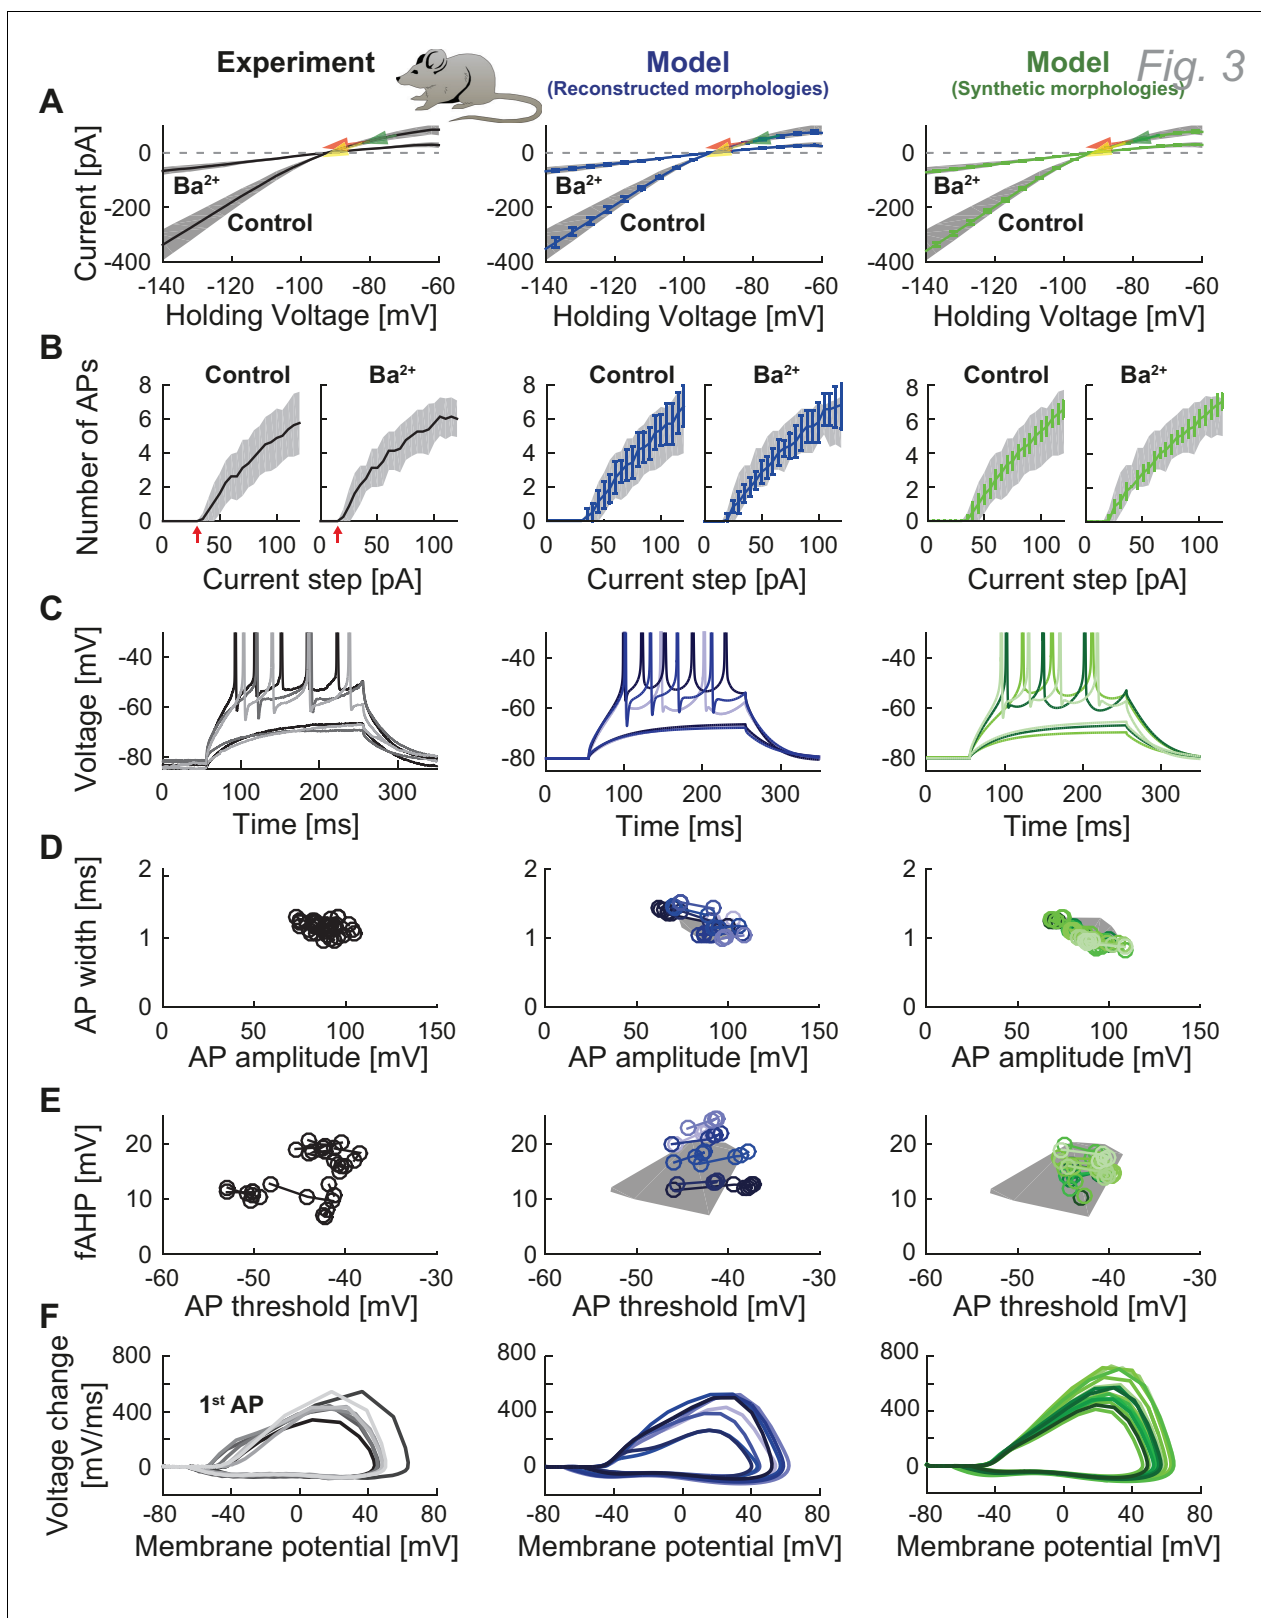 Experiment
Model
(Reconstructed morphologies)
Model
(Synthetic morphologies)
Fig. 3
A
Current [pA]
0
-200
-400
Ba2+
Control
-140 -120 -100 -80 -60
Holding Voltage [mV]
Ba2+
Control
0
-200
-400
-140 -120 -100 -80 -60
Holding Voltage [mV]
Ba2+
Control
0
-200
-400
-140 -120 -100 -80 -60
Holding Voltage [mV]
B
Number of APs
Control Ba2+
8
6
4
2
0
0 50 100 0 50 100
Current step [pA]
Control Ba2+
8
6
4
2
0
0 50 100 0 50 100
Current step [pA]
Control Ba2+
8
6
4
2
0
0 50 100 0 50 100
Current step [pA]
C
Voltage [mV]
-40
-60
-80
0 100 200 300
Time [ms]
-40
-60
-80
0 100 200 300
Time [ms]
-40
-60
-80
0 100 200 300
Time [ms]
D
AP width [ms]
2
1
0
0 50 100 150
AP amplitude [mV]
2
1
0
0 50 100 150
AP amplitude [mV]
2
1
0
0 50 100 150
AP amplitude [mV]
E
fAHP [mV]
20
10
0
-60 -50 -40 -30
AP threshold [mV]
20
10
0
-60 -50 -40 -30
AP threshold [mV]
20
10
0
-60 -50 -40 -30
AP threshold [mV]
F
Voltage change
[mV/ms]
1st AP
800
400
0
-80 -40 0 40 80
Membrane potential [mV]
800
400
0
-80 -40 0 40 80
Membrane potential [mV]
800
400
0
-80 -40 0 40 80
Membrane potential [mV]